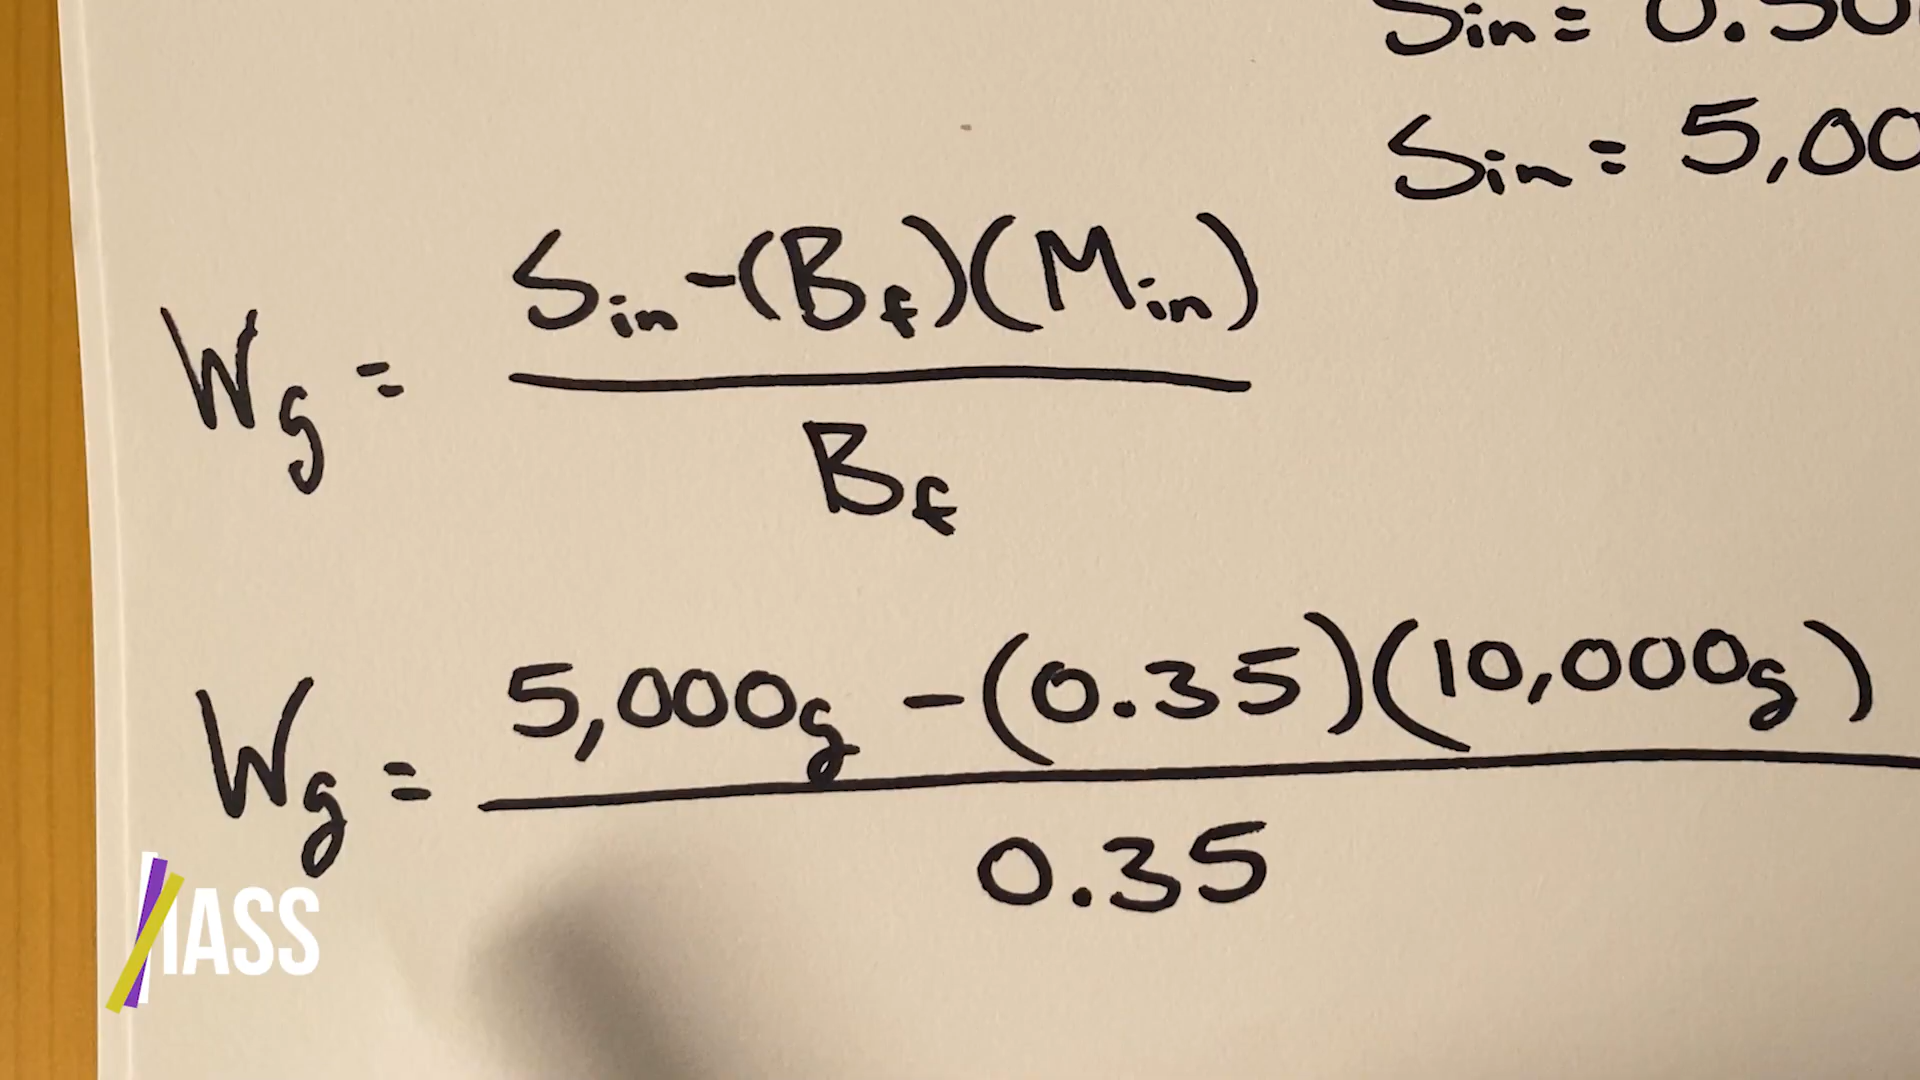 Sin = 0.50
Sin = 5,00
Wg = Sin - (Bf)(Min)
Bf
Wg = 5,000g - (0.35)(10,000g)
0.35
MASS